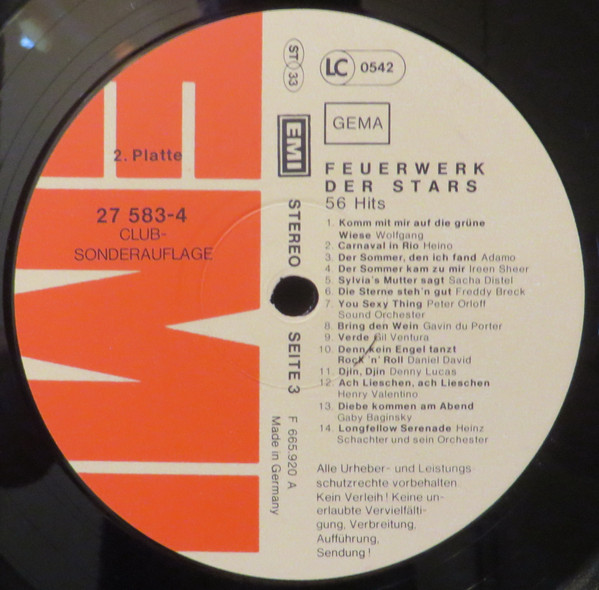 ST 33
LC 0542
GEMA
EMI
STEREO
SEITE 3
F 665.920 A
Made in Germany
2. Platte
27 583-4
CLUB-
SONDERAUFLAGE
FEUERWERK
DER STARS
56 Hits
1. Komm mit mir auf die grüne
Wiese Wolfgang
2. Carnaval in Rio Heino
3. Der Sommer, den ich fand Adamo
4. Der Sommer kam zu mir Ireen Sheer
5. Sylvia's Mutter sagt Sacha Distel
6. Die Sterne steh'n gut Freddy Breck
7. You Sexy Thing Peter Orloff
Sound Orchester
8. Bring den Wein Gavin du Porter
9. Verde Gil Ventura
10. Denn kein Engel tanzt
Rock 'n' Roll Daniel David
11. Djin, Djin Denny Lucas
12. Ach Lieschen, ach Lieschen
Henry Valentino
13. Diebe kommen am Abend
Gaby Baginsky
14. Longfellow Serenade Heinz
Schachter und sein Orchester
Alle Urheber- und Leistungs-
schutzrechte vorbehalten.
Kein Verleih! Keine un-
erlaubte Vervielfälti-
gung, Verbreitung,
Aufführung,
Sendung!